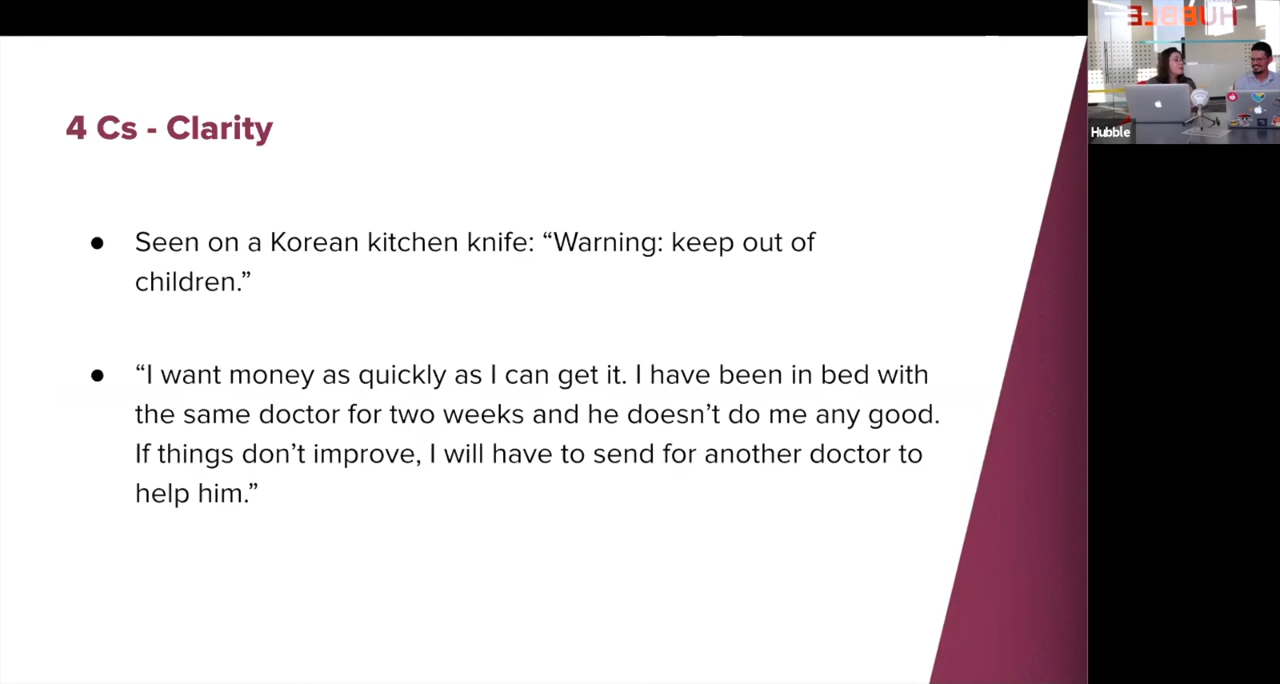 4 Cs - Clarity
● Seen on a Korean kitchen knife: “Warning: keep out of
children.”
● “I want money as quickly as I can get it. I have been in bed with
the same doctor for two weeks and he doesn’t do me any good.
If things don’t improve, I will have to send for another doctor to
help him.”
HUBBLE
Hubble